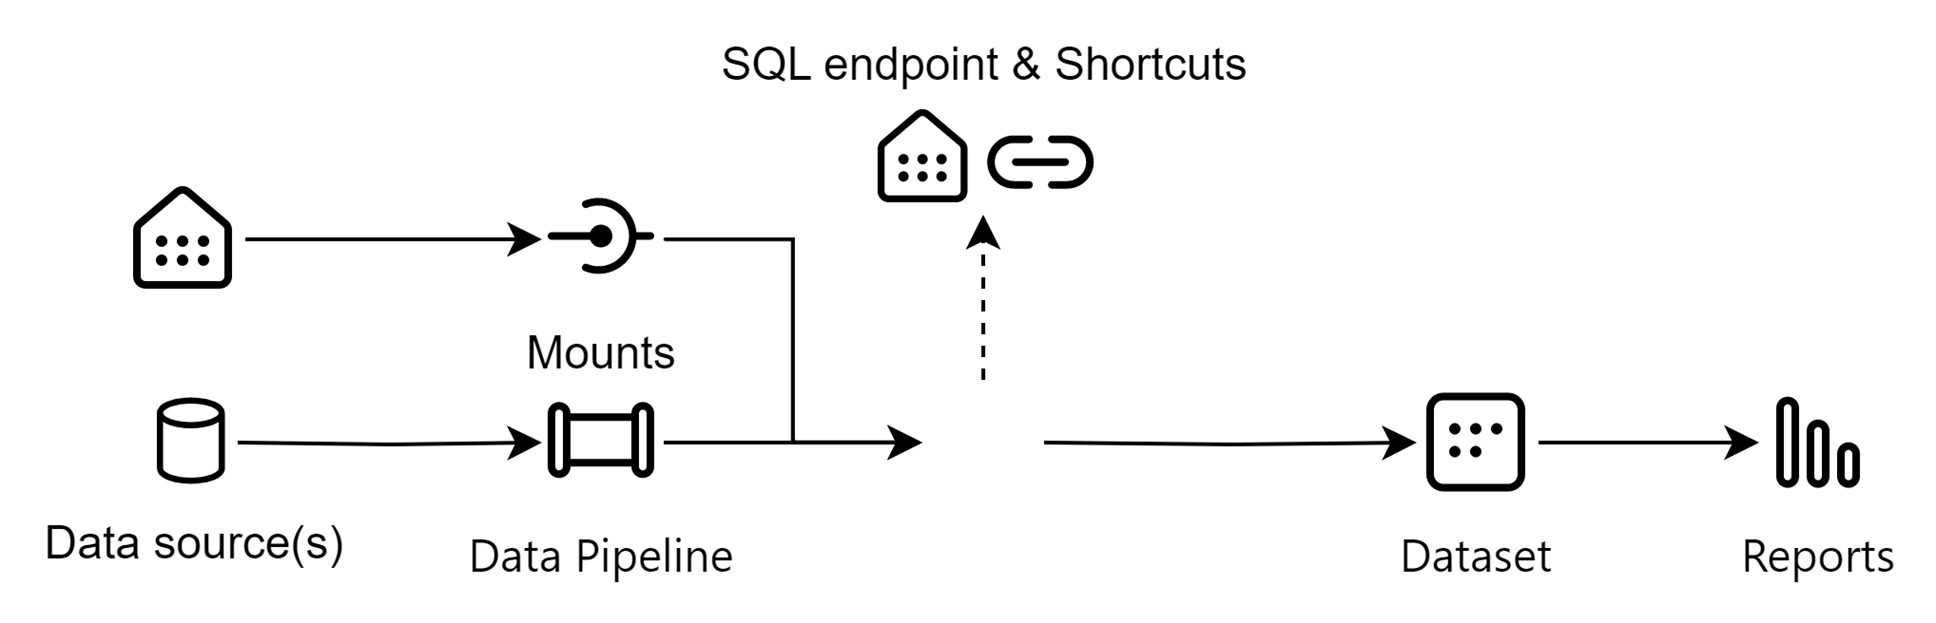 SQL endpoint & Shortcuts
Mounts
Data source(s)
Data Pipeline
Dataset
Reports